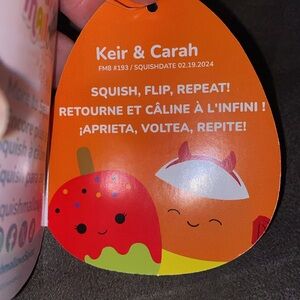 Keir & Carah
FMB #193 / SQUISHDATE 02.19.2024
SQUISH, FLIP, REPEAT!
RETOURNE ET CÂLINE À L'INFINI !
¡APRIETA, VOLTEA, REPITE!